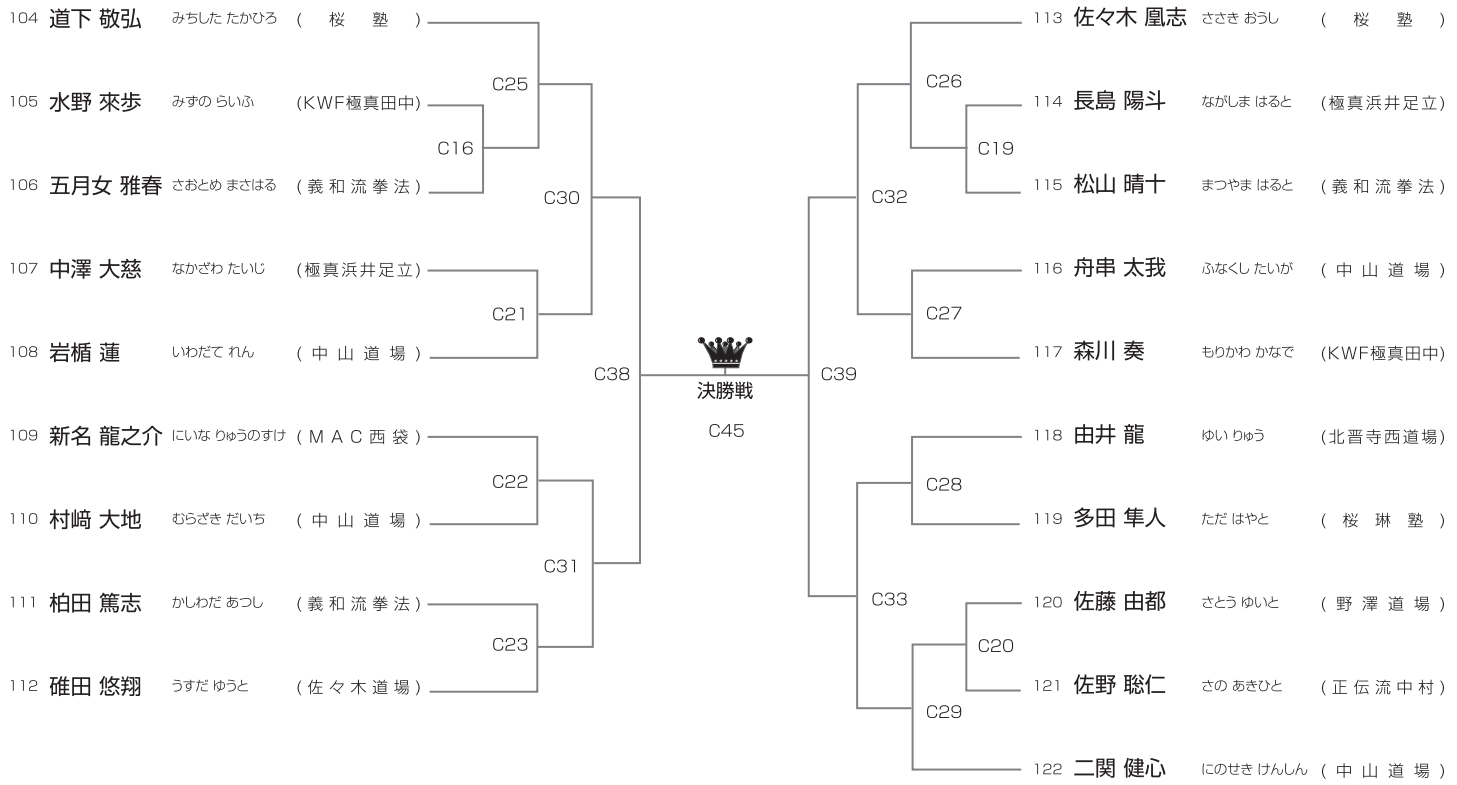 104 道下 敬弘 みちした たかひろ ( 桜 塾 )
C25
105 水野 來歩 みずの らいふ (KWF極真田中)
C16
106 五月女 雅春 さおとめ まさはる ( 義和流拳法 )
C30
107 中澤 大慈 なかざわ たいじ (極真浜井足立)
C21
108 岩楯 蓮 いわだて れん ( 中山道場 )
C38
109 新名 龍之介 にいな りゅうのすけ ( MAC西袋 )
C22
110 村﨑 大地 むらざき だいち ( 中山道場 )
C31
111 柏田 篤志 かしわだ あつし ( 義和流拳法 )
C23
112 碓田 悠翔 うすだ ゆうと ( 佐々木道場 )
決勝戦
C45
113 佐々木 凰志 ささき おうし ( 桜 塾 )
C26
114 長島 陽斗 ながしま はると (極真浜井足立)
C19
115 松山 晴十 まつやま はると ( 義和流拳法 )
C32
116 舟串 太我 ふなくし たいが ( 中山道場 )
C27
117 森川 奏 もりかわ かなで (KWF極真田中)
C39
118 由井 龍 ゆい りゅう (北晋寺西道場)
C28
119 多田 隼人 ただ はやと ( 桜琳塾 )
C33
120 佐藤 由都 さとう ゆいと ( 野澤道場 )
C20
121 佐野 聡仁 さの あきひと ( 正伝流中村 )
C29
122 二関 健心 にのせき けんしん ( 中山道場 )